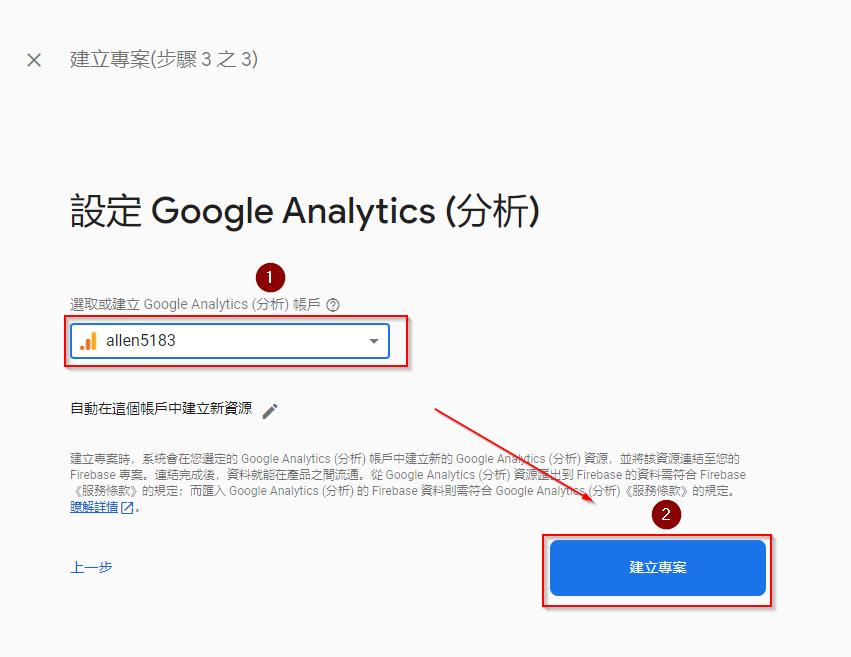 建立專案(步驟 3 之 3)
設定 Google Analytics (分析)
1
選取或建立 Google Analytics (分析) 帳戶
allen5183
自動在這個帳戶中建立新資源
建立專案時，系統會在您選定的 Google Analytics (分析) 帳戶中建立新的 Google Analytics (分析) 資源，並將該資源連結至您的
Firebase 專案。連結完成後，資料就能在產品之間流通。從 Google Analytics (分析) 資源匯出到 Firebase 的資料需符合 Firebase
《服務條款》的規定；而匯入 Google Analytics (分析) 的 Firebase 資料則需符合 Google Analytics (分析)《服務條款》的規定。
瞭解詳情。
2
上一步
建立專案